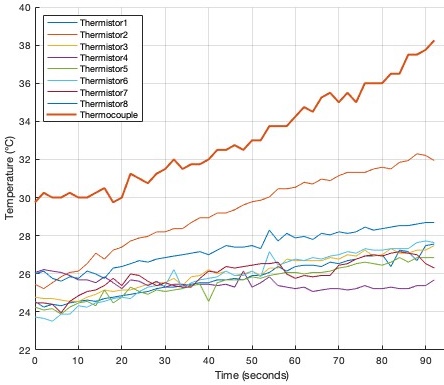 40
38
36
34
32
30
28
26
24
22
Temperature (°C)
Thermistor1
Thermistor2
Thermistor3
Thermistor4
Thermistor5
Thermistor6
Thermistor7
Thermistor8
Thermocouple
0 10 20 30 40 50 60 70 80 90
Time (seconds)